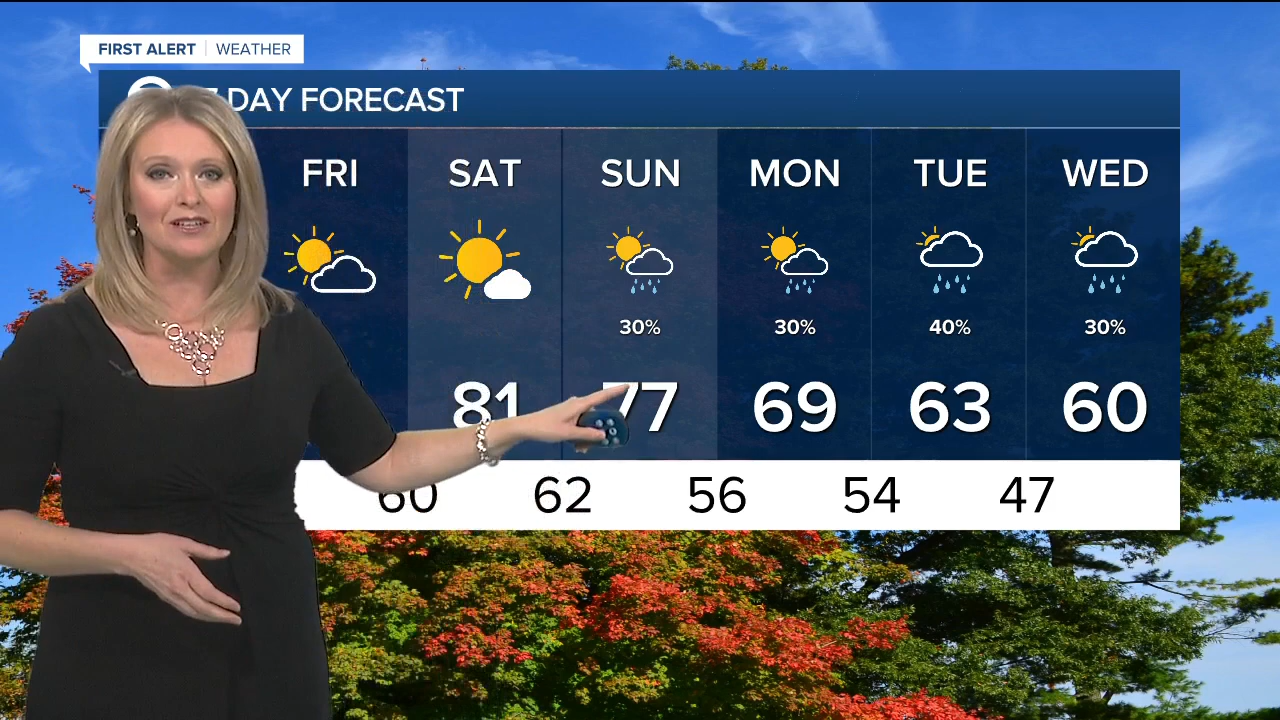 FIRST ALERT | WEATHER
DAY FORECAST
FRI SAT SUN MON TUE WED
30% 30% 40% 30%
81 77 69 63 60
60 62 56 54 47